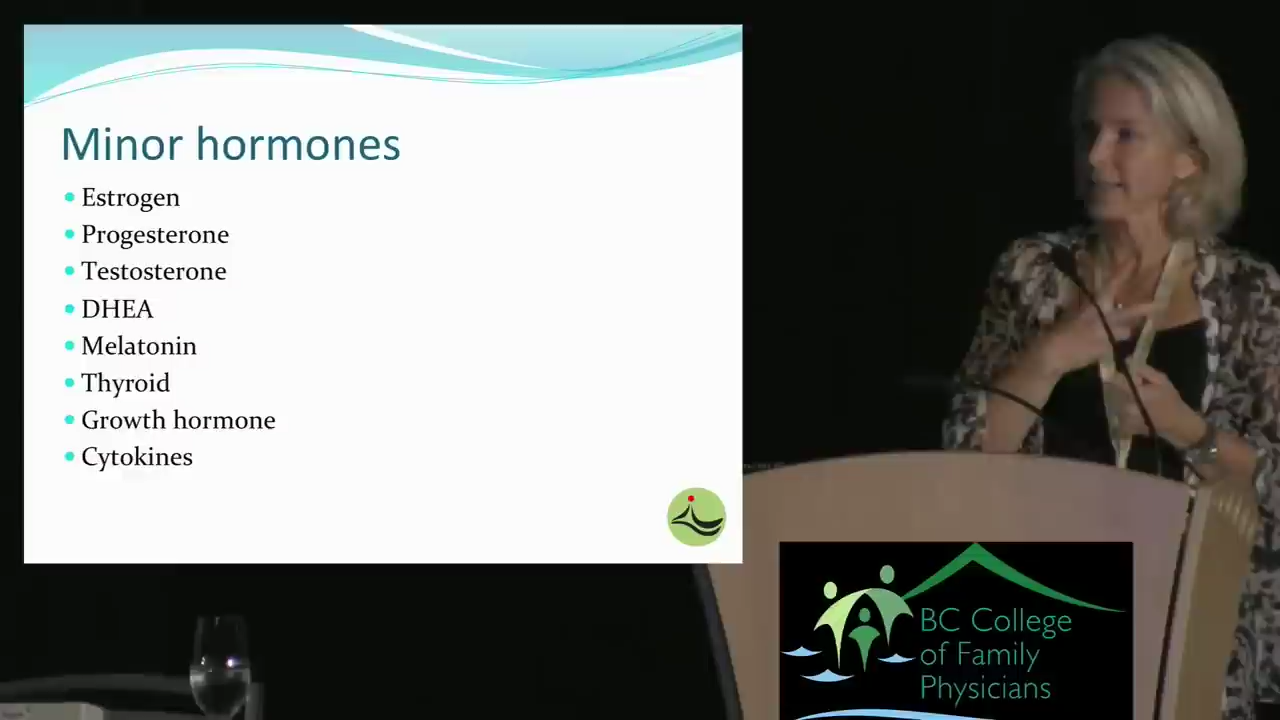 Minor hormones
Estrogen
Progesterone
Testosterone
DHEA
Melatonin
Thyroid
Growth hormone
Cytokines
BC College
of Family
Physicians